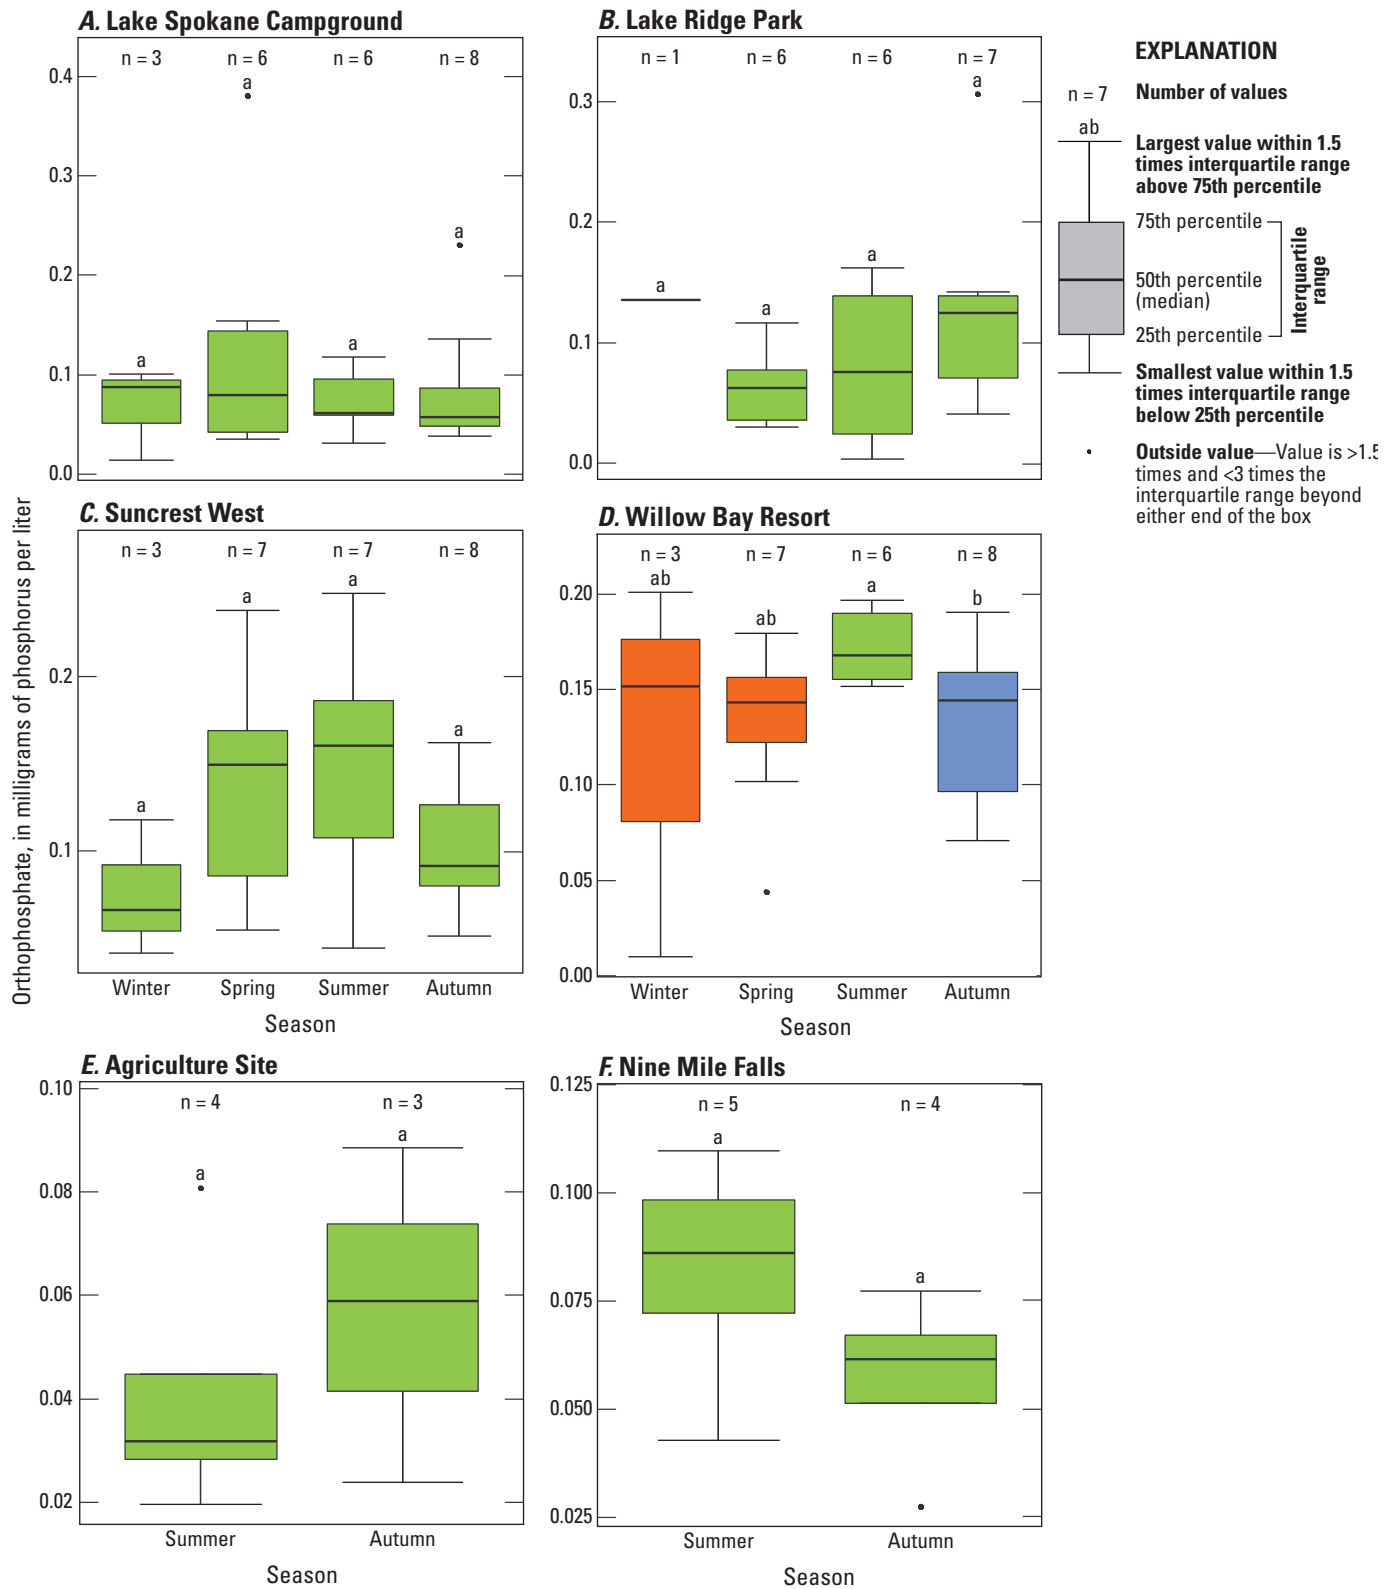 A. Lake Spokane Campground
n = 3
n = 6
n = 6
n = 8
0.4
0.3
0.2
0.1
0.0
a
a
a
a
B. Lake Ridge Park
n = 1
n = 6
n = 6
n = 7
0.3
0.2
0.1
0.0
a
a
a
a
EXPLANATION
n = 7 Number of values
ab
Largest value within 1.5
times interquartile range
above 75th percentile
75th percentile
50th percentile
(median)
25th percentile
Interquartile
range
Smallest value within 1.5
times interquartile range
below 25th percentile
Outside value—Value is >1.5
times and <3 times the
interquartile range beyond
either end of the box
Orthophosphate, in milligrams of phosphorus per liter
C. Suncrest West
n = 3
n = 7
n = 7
n = 8
0.2
0.1
a
a
a
a
Winter
Spring
Summer
Autumn
Season
D. Willow Bay Resort
n = 3
n = 7
n = 6
n = 8
0.20
0.15
0.10
0.05
0.00
ab
ab
a
b
Winter
Spring
Summer
Autumn
Season
E. Agriculture Site
n = 4
n = 3
0.10
0.08
0.06
0.04
0.02
a
a
Summer
Autumn
Season
F. Nine Mile Falls
n = 5
n = 4
0.125
0.100
0.075
0.050
0.025
a
a
Summer
Autumn
Season